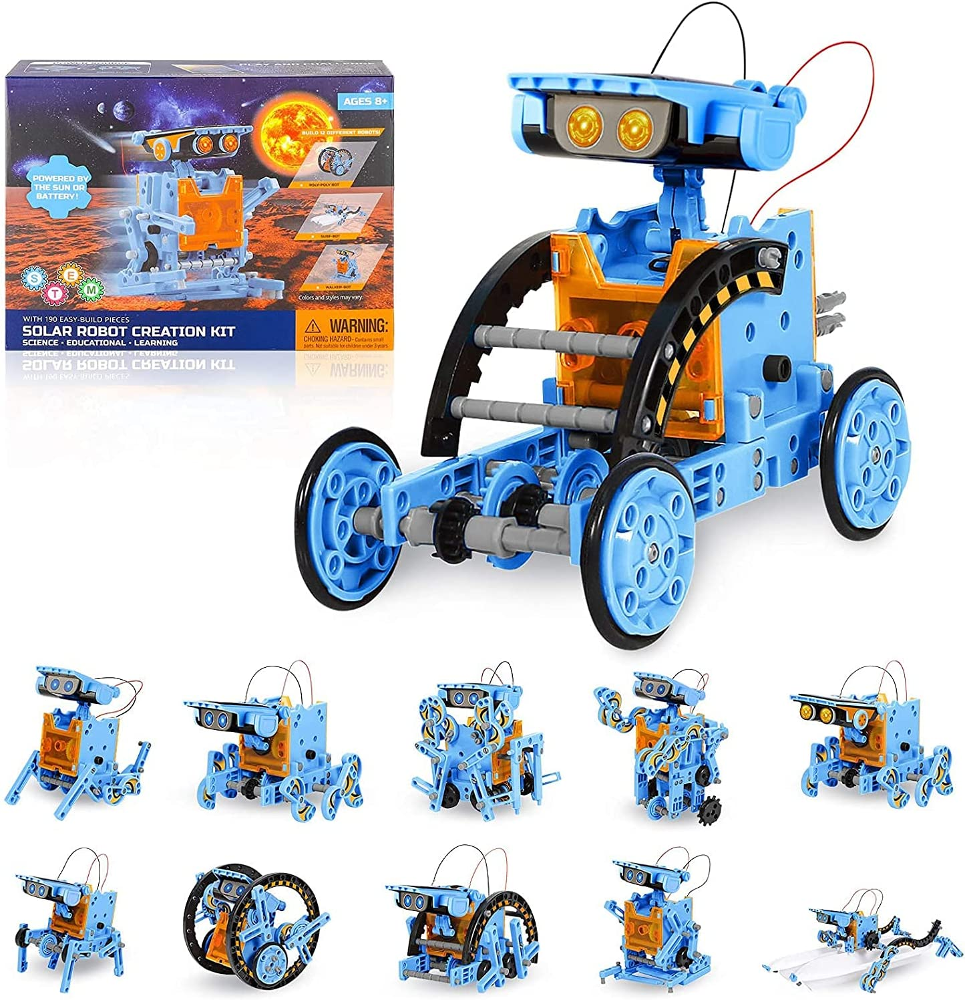 POWER SOURCE
PLAY AND CHALLENGE
AGES 8+
BUILD 12 DIFFERENT ROBOTS!
ROLY-POLY BOT
POWERED BY
THE SUN OR
BATTERY!
SURF-BOT
WALKER-BOT
S T E M
Colors and styles may vary.
WITH 190 EASY-BUILD PIECES
SOLAR ROBOT CREATION KIT
SCIENCE • EDUCATIONAL • LEARNING
WARNING:
CHOKING HAZARD- Contains small
parts. Not suitable for children under 3 years